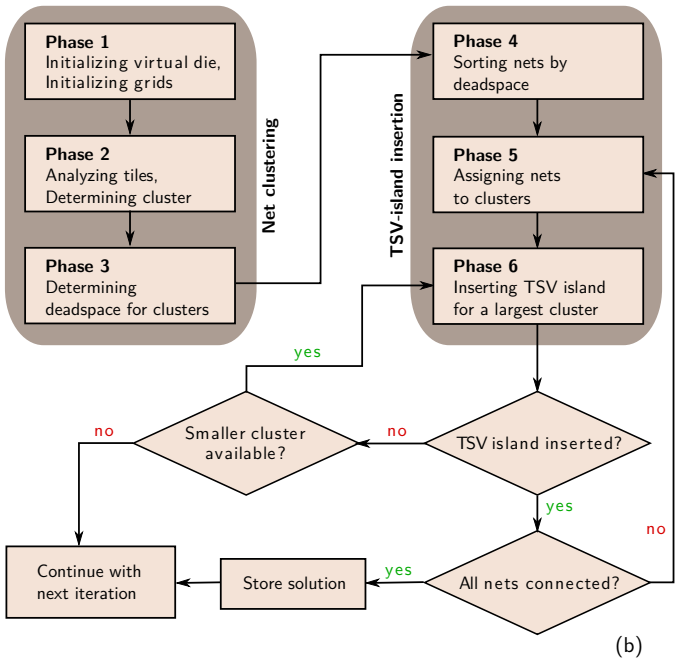 Phase 1
Initializing virtual die,
Initializing grids
Phase 2
Analyzing tiles,
Determining cluster
Phase 3
Determining
deadspace for clusters
Net clustering
TSV-island insertion
Phase 4
Sorting nets by
deadspace
Phase 5
Assigning nets
to clusters
Phase 6
Inserting TSV island
for a largest cluster
yes
no
Smaller cluster
available?
no
TSV island inserted?
yes
no
Continue with
next iteration
Store solution
yes
All nets connected?
(b)